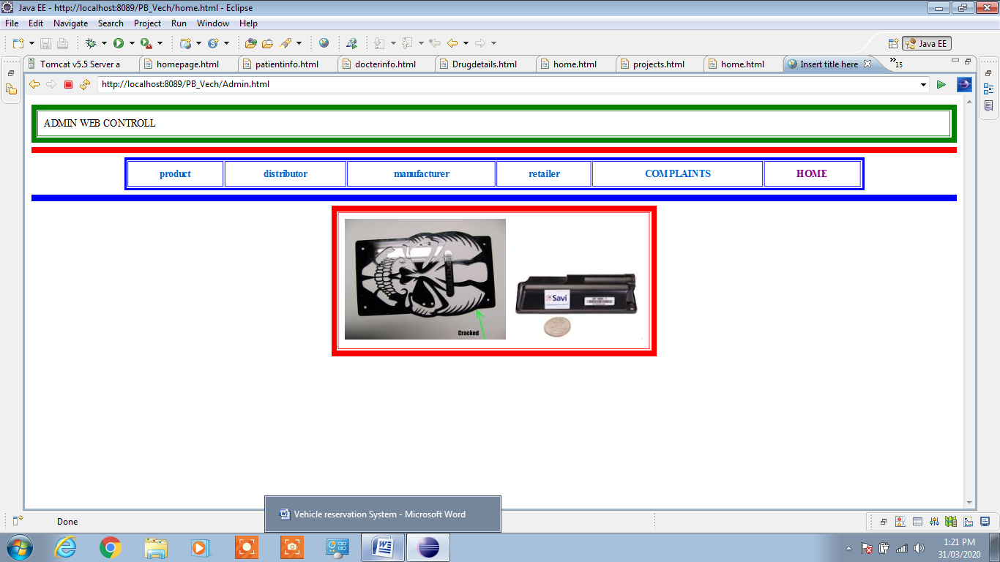 Java EE - http://localhost:8089/PB_Vech/home.html - Eclipse
File Edit Navigate Search Project Run Window Help
Java EE
Tomcat v5.5 Server a homepage.html patientinfo.html docterinfo.html Drugdetails.html home.html projects.html home.html Insert title here 15
http://localhost:8089/PB_Vech/Admin.html
ADMIN WEB CONTROLL
product distributor manufacturer retailer COMPLAINTS HOME
Savi
Cracked
Vehicle reservation System - Microsoft Word
Done
1:21 PM
31/03/2020